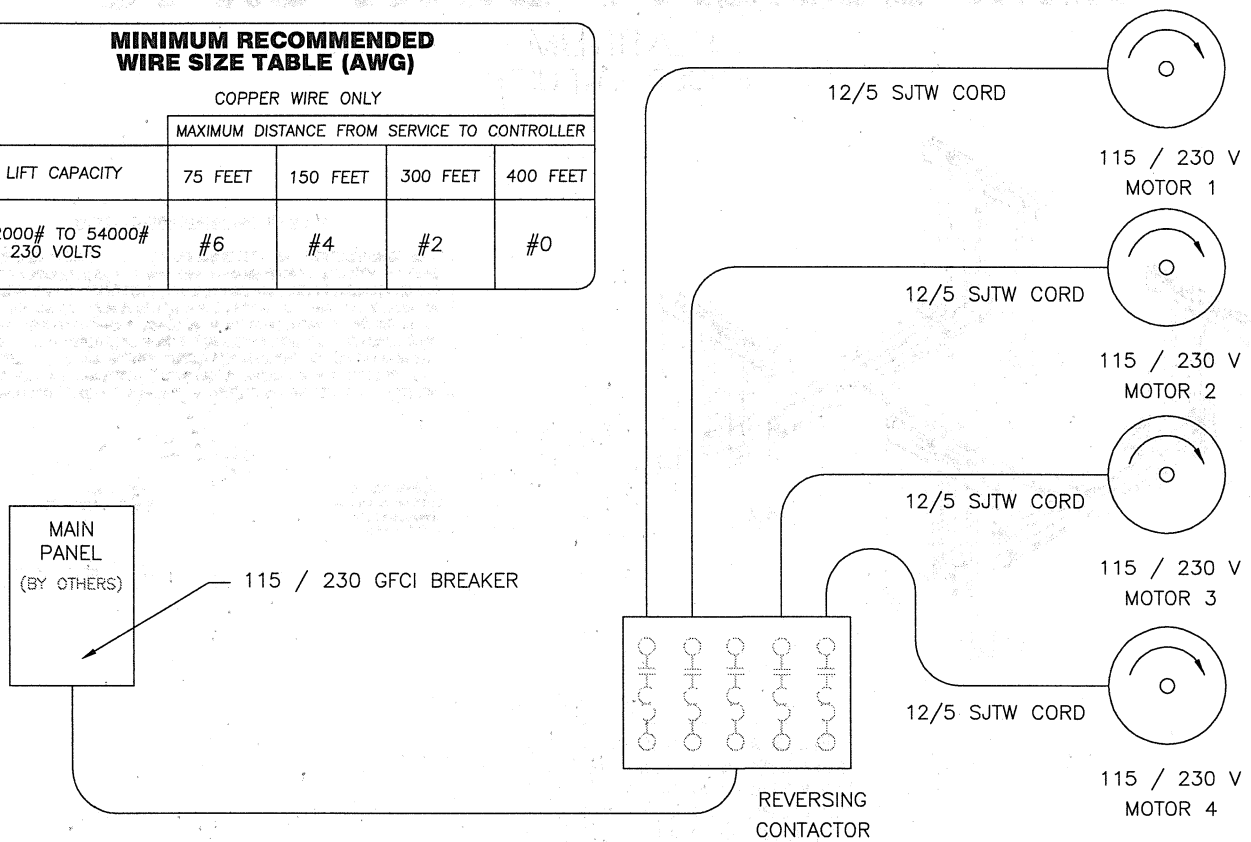 MINIMUM RECOMMENDED
WIRE SIZE TABLE (AWG)
COPPER WIRE ONLY
MAXIMUM DISTANCE FROM SERVICE TO CONTROLLER
LIFT CAPACITY
75 FEET
150 FEET
300 FEET
400 FEET
TO 54000#
230 VOLTS
#6
#4
#2
#0
12/5 SJTW CORD
115 / 230 V
MOTOR 1
12/5 SJTW CORD
115 / 230 V
MOTOR 2
12/5 SJTW CORD
115 / 230 V
MOTOR 3
12/5 SJTW CORD
115 / 230 V
MOTOR 4
MAIN
PANEL
(BY OTHERS)
115 / 230 GFCI BREAKER
REVERSING
CONTACTOR